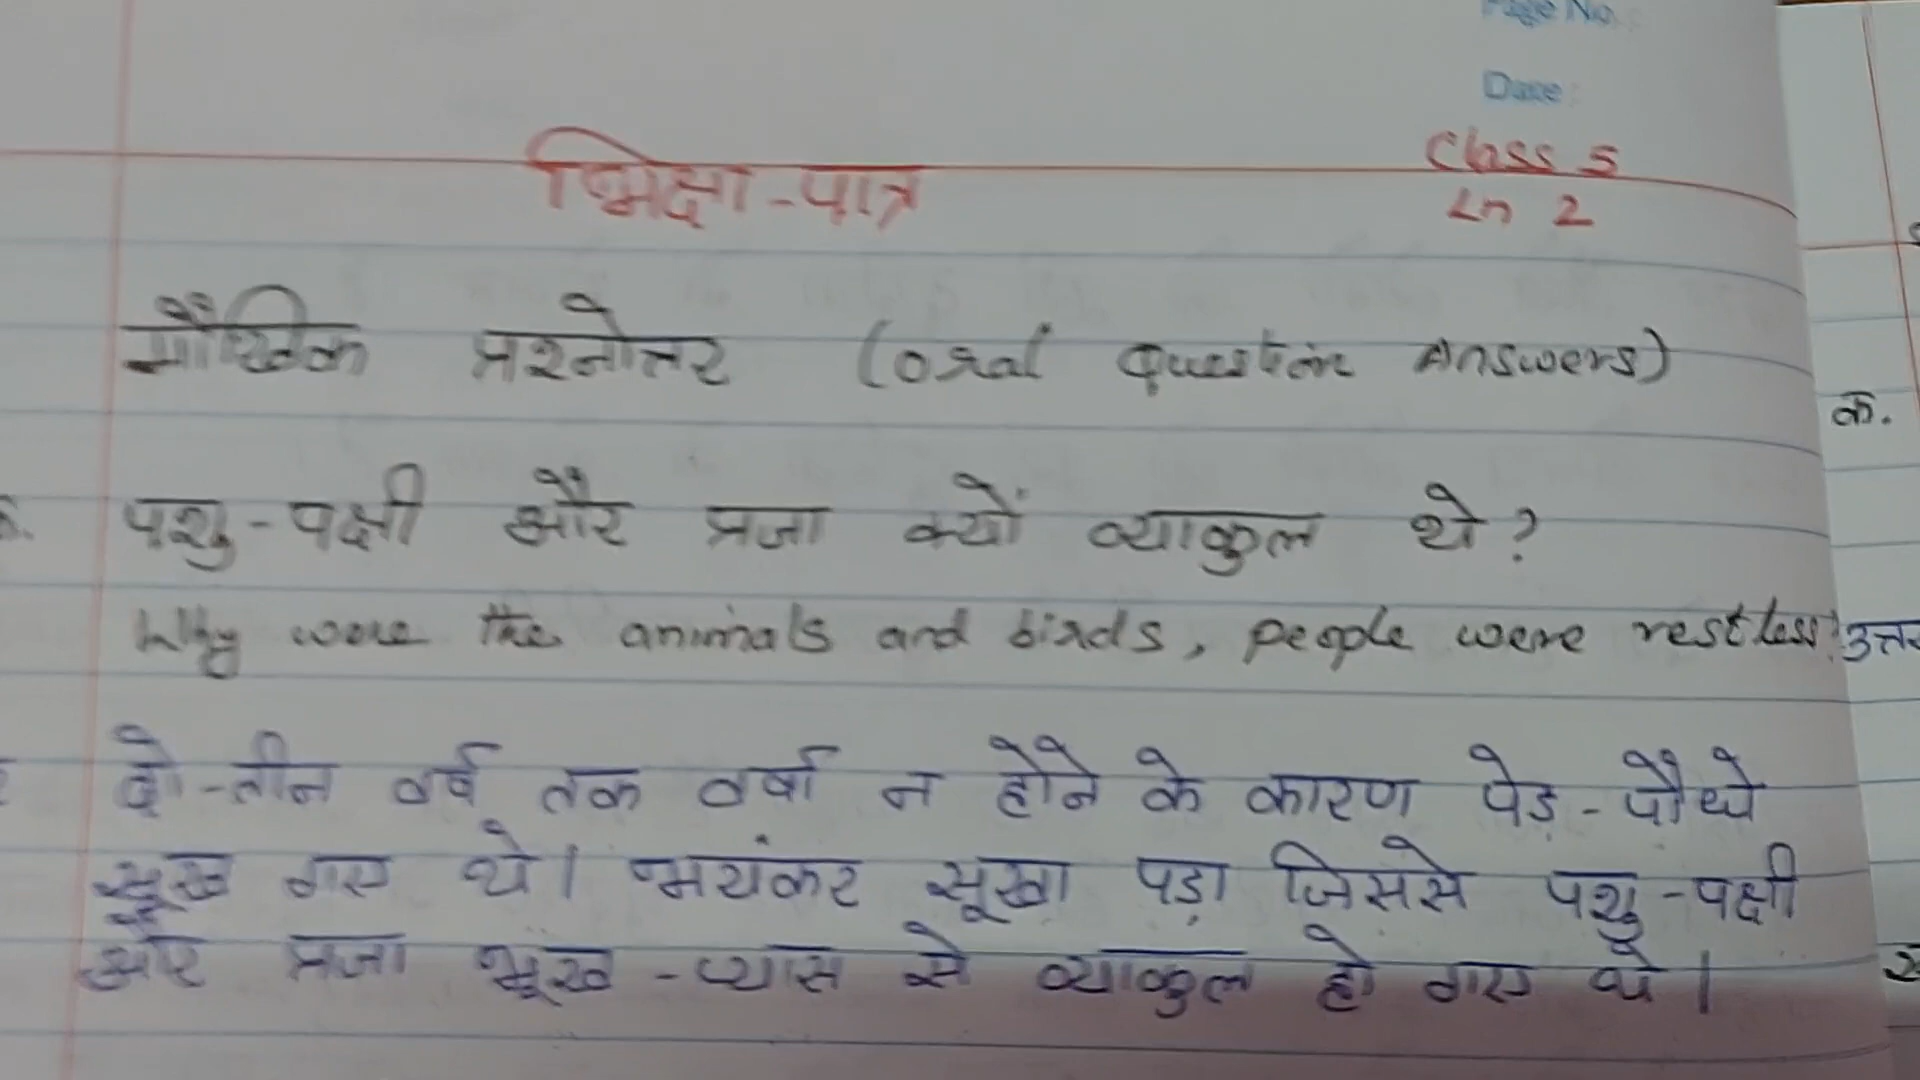 Page No.
Date :
Class 5
भिक्षा-पात्र
Ln 2
मौखिक प्रश्नोत्तर (Oral Question Answers)
क.
क. पशु-पक्षी और प्रजा क्यों व्याकुल थे?
Why were the animals and birds, people were restless?
उत्तर
दो-तीन वर्ष तक वर्षा न होने के कारण पेड़-पौधे
सूख गए थे। भयंकर सूखा पड़ा जिससे पशु-पक्षी
और प्रजा भूख-प्यास से व्याकुल हो गए थे।